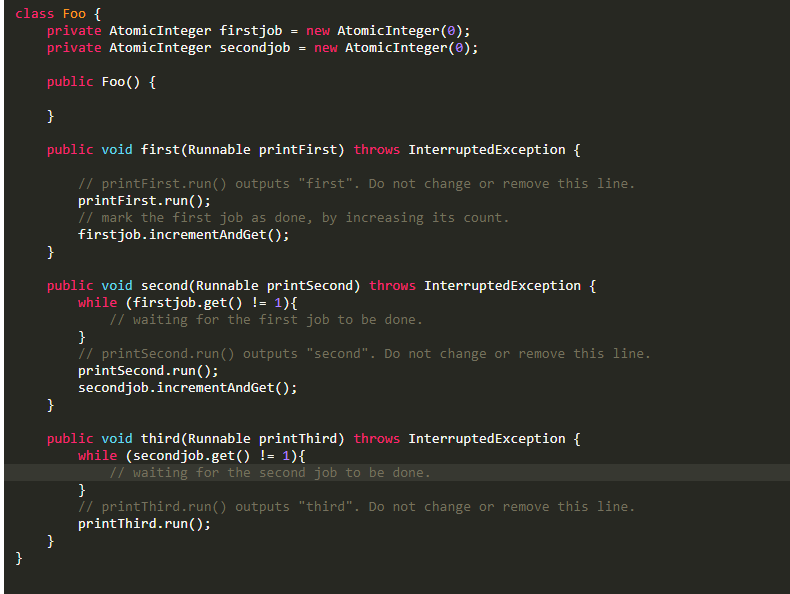 class Foo {
    private AtomicInteger firstjob = new AtomicInteger(0);
    private AtomicInteger secondjob = new AtomicInteger(0);

    public Foo() {

    }

    public void first(Runnable printFirst) throws InterruptedException {

        // printFirst.run() outputs "first". Do not change or remove this line.
        printFirst.run();
        // mark the first job as done, by increasing its count.
        firstjob.incrementAndGet();
    }

    public void second(Runnable printSecond) throws InterruptedException {
        while (firstjob.get() != 1){
            // waiting for the first job to be done.
        }
        // printSecond.run() outputs "second". Do not change or remove this line.
        printSecond.run();
        secondjob.incrementAndGet();
    }

    public void third(Runnable printThird) throws InterruptedException {
        while (secondjob.get() != 1){
            // waiting for the second job to be done.
        }
        // printThird.run() outputs "third". Do not change or remove this line.
        printThird.run();
    }
}